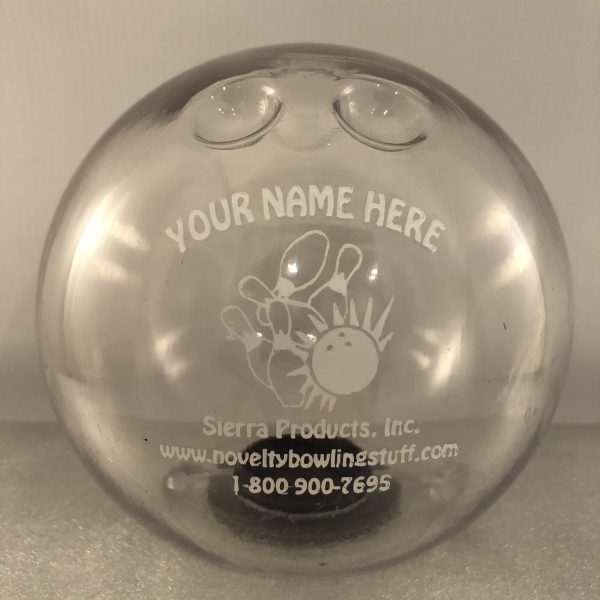 YOUR NAME HERE
Sierra Products, Inc.
www.noveltybowlingstuff.com
1-800 900-7695